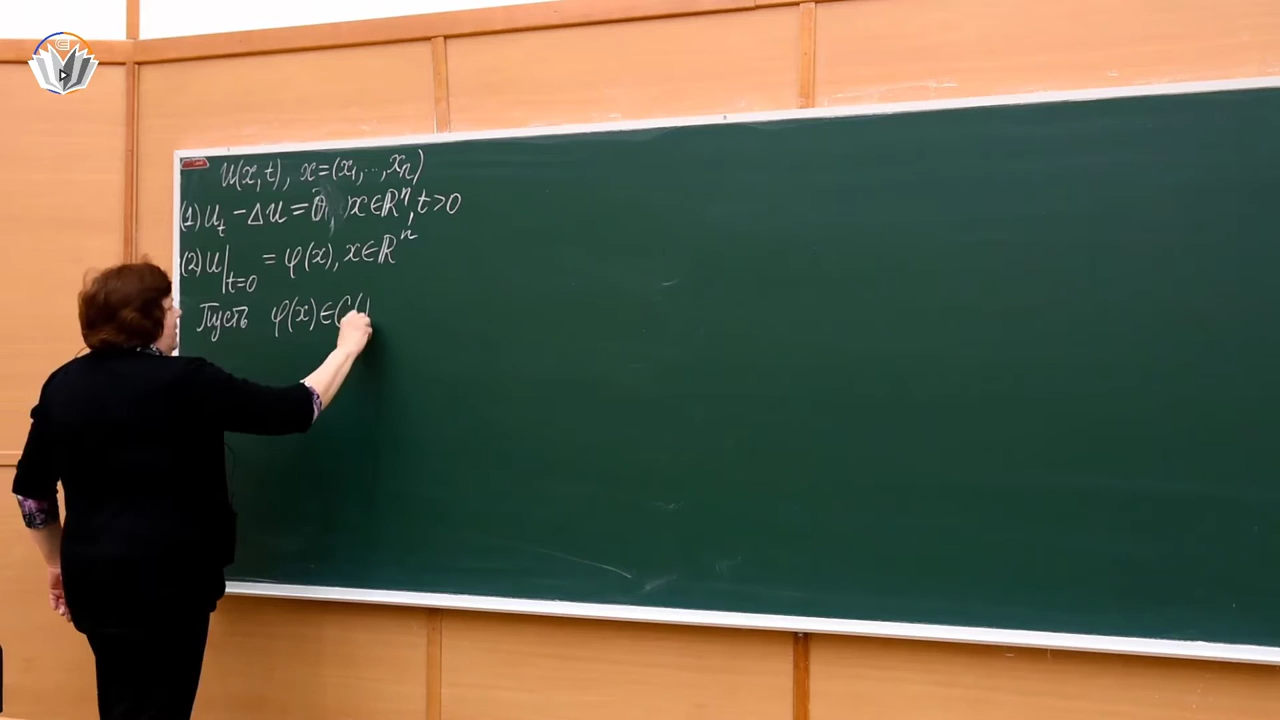 u(x,t), x=(x₁,...,xₙ)
(1) uₜ - Δu = 0, x∈ℝⁿ, t>0
(2) u|ₜ₌₀ = φ(x), x∈ℝⁿ
Пусть φ(x)∈C(